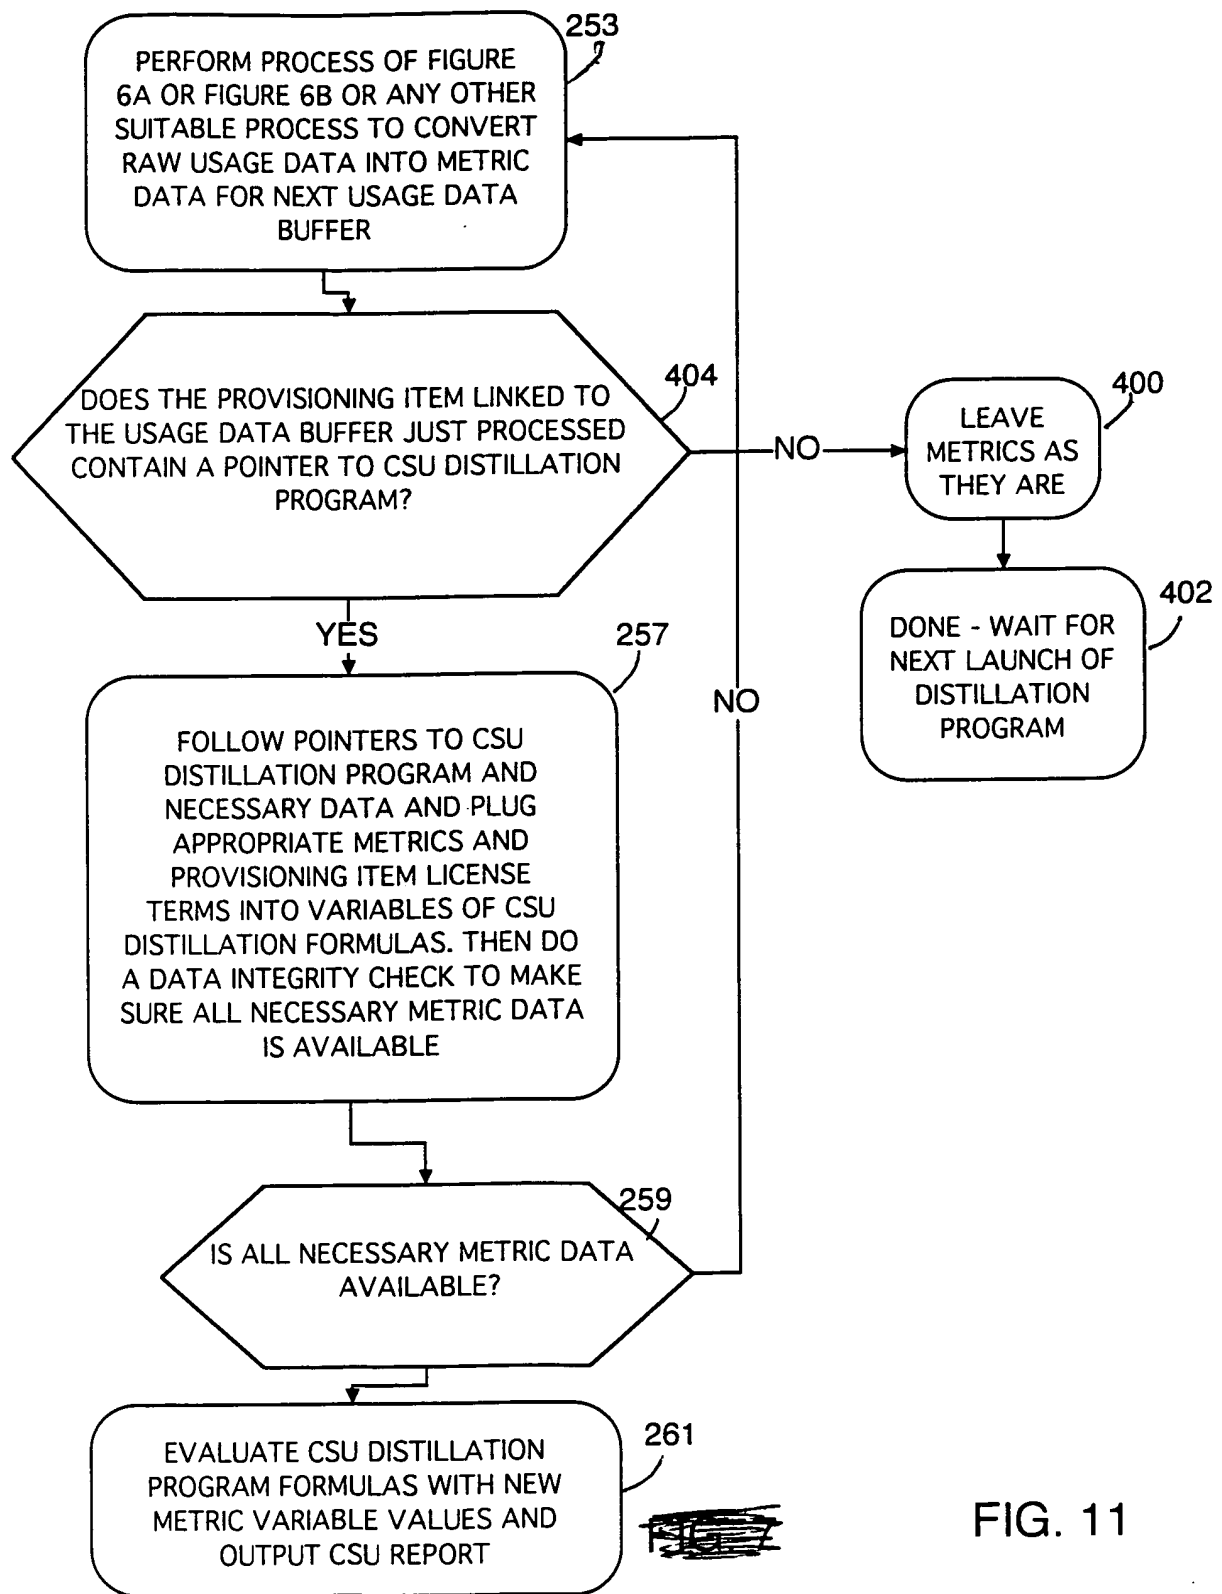 253
PERFORM PROCESS OF FIGURE
6A OR FIGURE 6B OR ANY OTHER
SUITABLE PROCESS TO CONVERT
RAW USAGE DATA INTO METRIC
DATA FOR NEXT USAGE DATA
BUFFER
404
DOES THE PROVISIONING ITEM LINKED TO
THE USAGE DATA BUFFER JUST PROCESSED
CONTAIN A POINTER TO CSU DISTILLATION
PROGRAM?
NO
400
LEAVE
METRICS AS
THEY ARE
402
DONE - WAIT FOR
NEXT LAUNCH OF
DISTILLATION
PROGRAM
YES
257
NO
FOLLOW POINTERS TO CSU
DISTILLATION PROGRAM AND
NECESSARY DATA AND PLUG
APPROPRIATE METRICS AND
PROVISIONING ITEM LICENSE
TERMS INTO VARIABLES OF CSU
DISTILLATION FORMULAS. THEN DO
A DATA INTEGRITY CHECK TO MAKE
SURE ALL NECESSARY METRIC DATA
IS AVAILABLE
259
IS ALL NECESSARY METRIC DATA
AVAILABLE?
261
EVALUATE CSU DISTILLATION
PROGRAM FORMULAS WITH NEW
METRIC VARIABLE VALUES AND
OUTPUT CSU REPORT
FIG. 7
FIG. 11